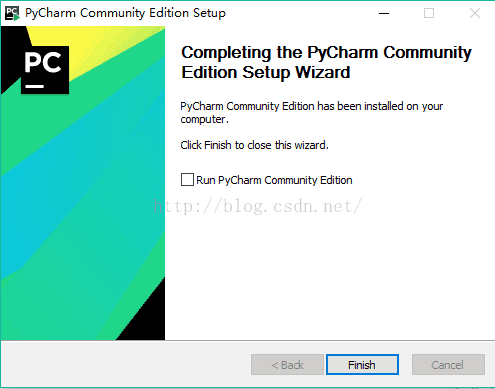 PyCharm Community Edition Setup
PC
Completing the PyCharm Community
Edition Setup Wizard
PyCharm Community Edition has been installed on your
computer.
Click Finish to close this wizard.
Run PyCharm Community Edition
http://blog.csdn.net/
< Back
Finish
Cancel